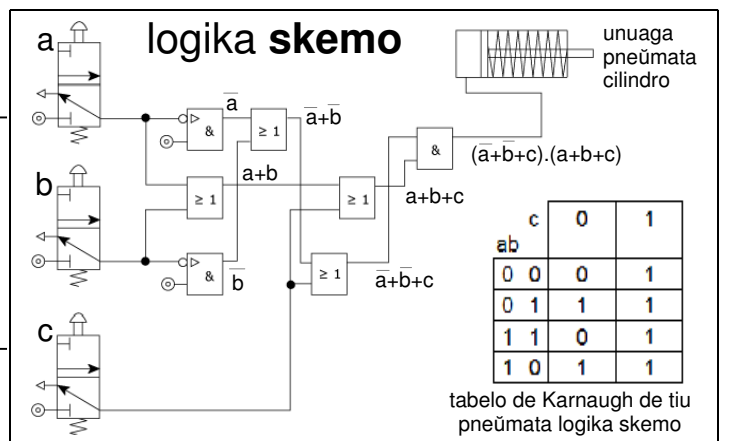 logika skemo
a
b
c
&
≥ 1
≥ 1
&
≥ 1
≥ 1
&
a̅
a̅+b̅
a+b
b̅
a+b+c
a̅+b̅+c
(a̅+b̅+c).(a+b+c)
unuaga
pneŭmata
cilindro
c 0 1
ab
0 0 0 1
0 1 1 1
1 1 0 1
1 0 1 1
tabelo de Karnaugh de tiu
pneŭmata logika skemo